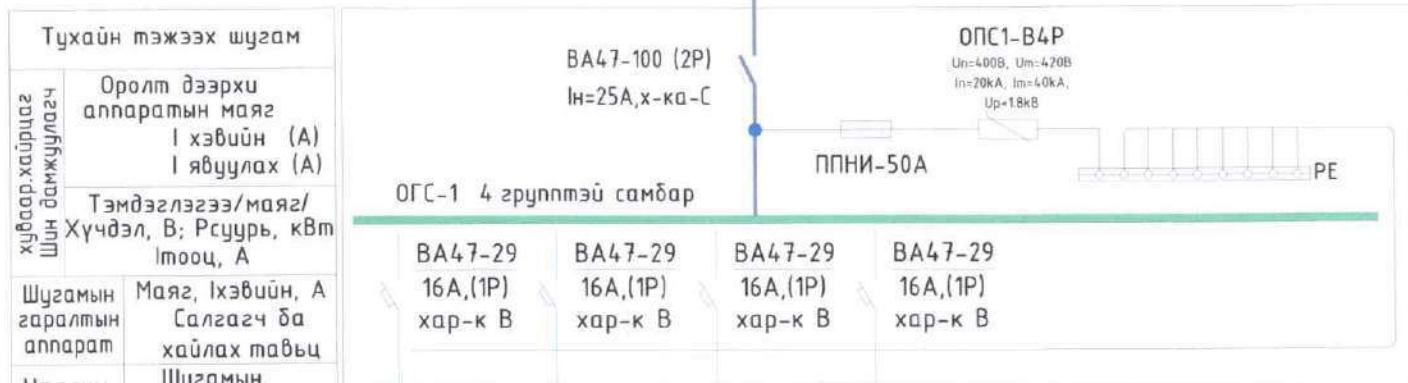 Тухайн тэжээх шугам
хуваар.хайрцаг
Шин дамжуулагч
Оролт дээрхи
аппаратын маяг
I хэвийн (А)
I явуулах (А)
Тэмдэглэгээ/маяг/
Хүчдэл, В; Рсуурь, кВт
Iтооц, А
Шугамын
гаралтын
аппарат
Маяг, Iхэвийн, А
Салгагч ба
хайлах тавьц
Шугамын
ВА47-100 (2Р)
Iн=25А,х-ка-С
ОПС1-В4Р
Un=400В, Um=420В
In=20kA, Im=40kA,
Up<1.8kВ
ППНИ-50А
РЕ
ОГС-1 4 групптэй самбар
ВА47-29
16А,(1Р)
хар-к В
ВА47-29
16А,(1Р)
хар-к В
ВА47-29
16А,(1Р)
хар-к В
ВА47-29
16А,(1Р)
хар-к В